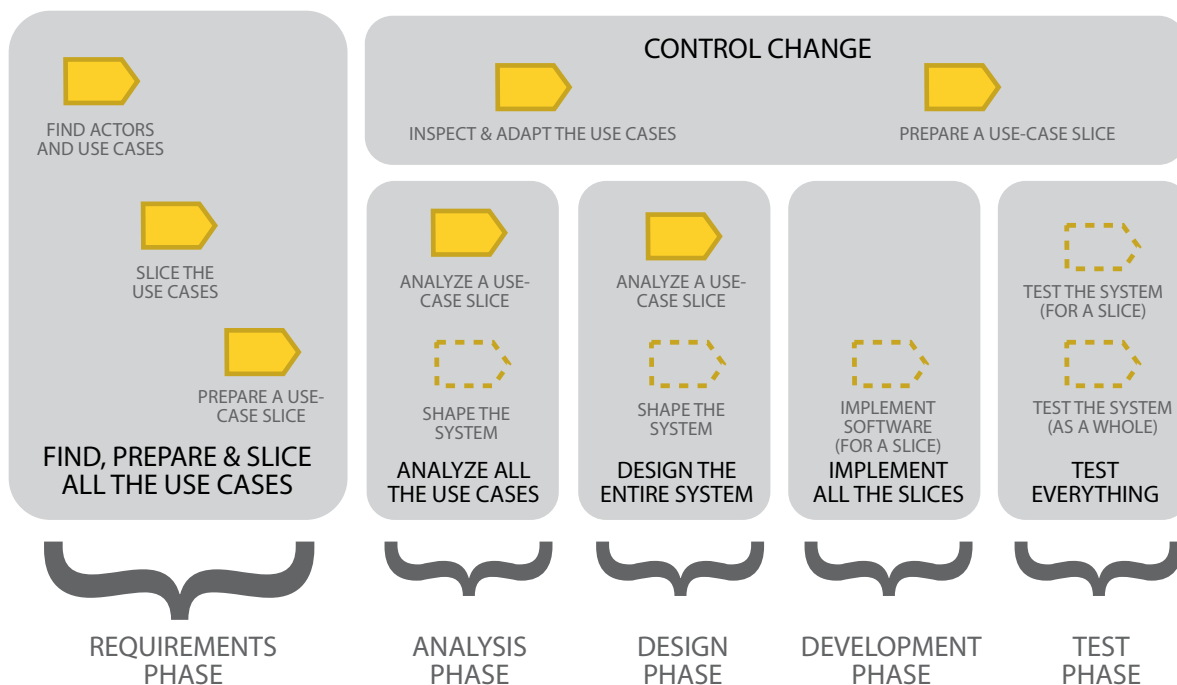 FIND ACTORS
AND USE CASES
SLICE THE
USE CASES
PREPARE A USE-
CASE SLICE
FIND, PREPARE & SLICE
ALL THE USE CASES
CONTROL CHANGE
INSPECT & ADAPT THE USE CASES
PREPARE A USE-CASE SLICE
ANALYZE A USE-
CASE SLICE
SHAPE THE
SYSTEM
ANALYZE ALL
THE USE CASES
ANALYZE A USE-
CASE SLICE
SHAPE THE
SYSTEM
DESIGN THE
ENTIRE SYSTEM
IMPLEMENT
SOFTWARE
(FOR A SLICE)
IMPLEMENT
ALL THE SLICES
TEST THE SYSTEM
(FOR A SLICE)
TEST THE SYSTEM
(AS A WHOLE)
TEST
EVERYTHING
REQUIREMENTS
PHASE
ANALYSIS
PHASE
DESIGN
PHASE
DEVELOPMENT
PHASE
TEST
PHASE